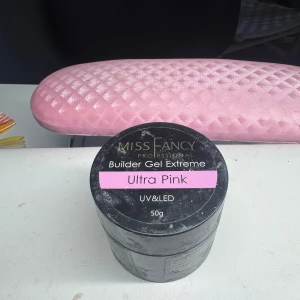 MISS FANCY
PROFESSIONAL
Builder Gel Extreme
Ultra Pink
UV&LED
50g